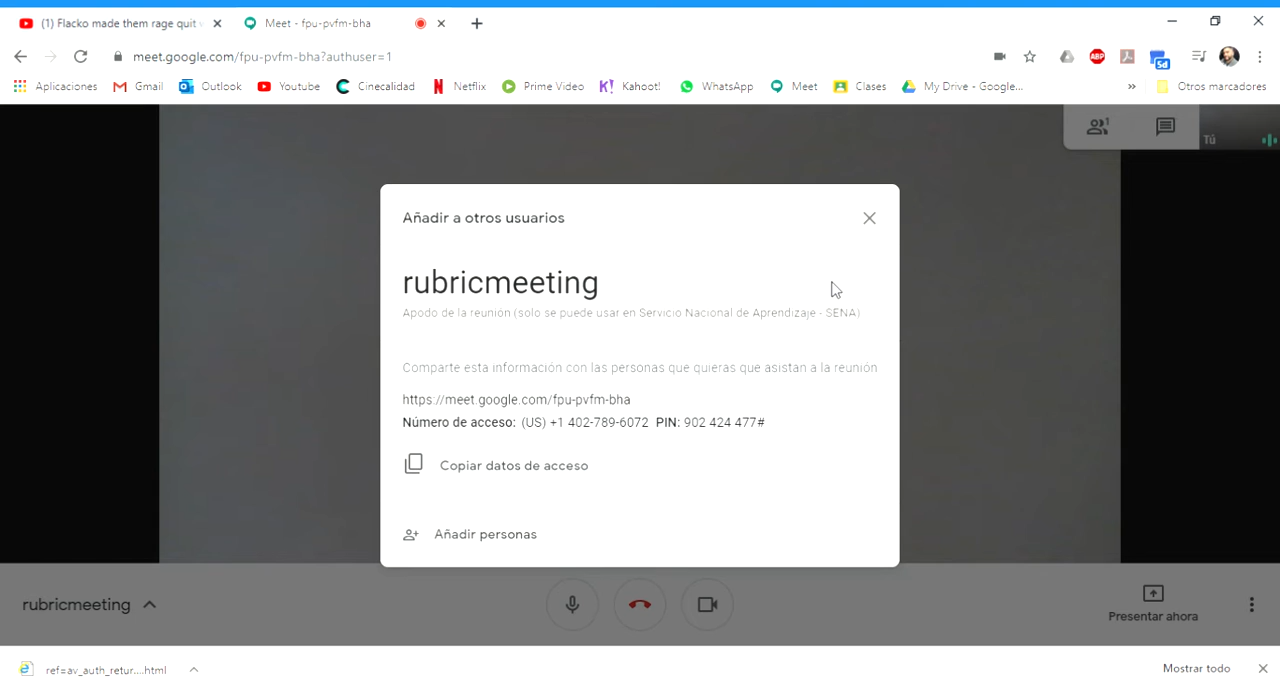 (1) Flacko made them rage quit
Meet - fpu-pvfm-bha
meet.google.com/fpu-pvfm-bha?authuser=1
ABP
5d
Aplicaciones Gmail Outlook Youtube Cinecalidad Netflix Prime Video K! Kahoot! WhatsApp Meet Clases My Drive - Google... » Otros marcadores
1
Tú
Añadir a otros usuarios
rubricmeeting
Apodo de la reunión (solo se puede usar en Servicio Nacional de Aprendizaje - SENA)
Comparte esta información con las personas que quieras que asistan a la reunión
https://meet.google.com/fpu-pvfm-bha
Número de acceso: (US) +1 402-789-6072 PIN: 902 424 477#
Copiar datos de acceso
Añadir personas
rubricmeeting
Presentar ahora
ref=av_auth_retur....html
Mostrar todo